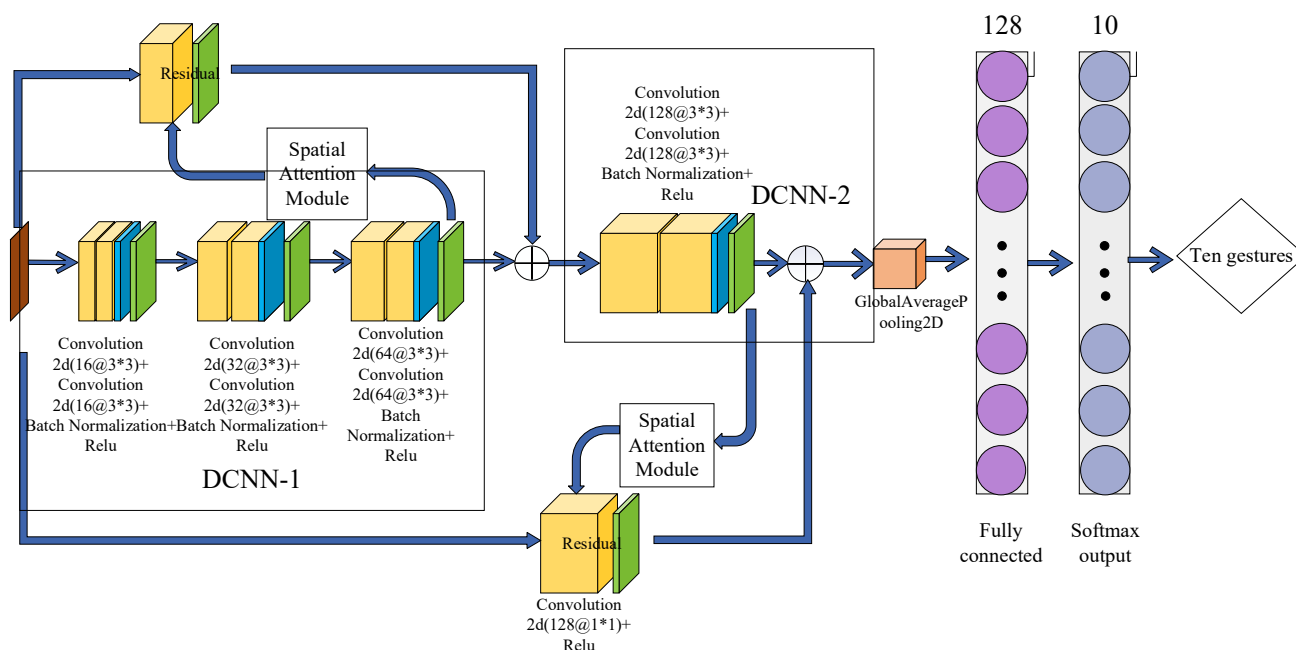 128
10
Residual
Convolution
2d(128@3*3)+
Convolution
2d(128@3*3)+
Batch Normalization+
Relu
DCNN-2
Spatial
Attention
Module
Ten gestures
GlobalAverageP
ooling2D
Convolution
2d(16@3*3)+
Convolution
2d(16@3*3)+
Batch Normalization+
Relu
Convolution
2d(32@3*3)+
Convolution
2d(32@3*3)+
Batch Normalization+
Relu
Convolution
2d(64@3*3)+
Convolution
2d(64@3*3)+
Batch
Normalization+
Relu
DCNN-1
Spatial
Attention
Module
Residual
Convolution
2d(128@1*1)+
Relu
Fully
connected
Softmax
output